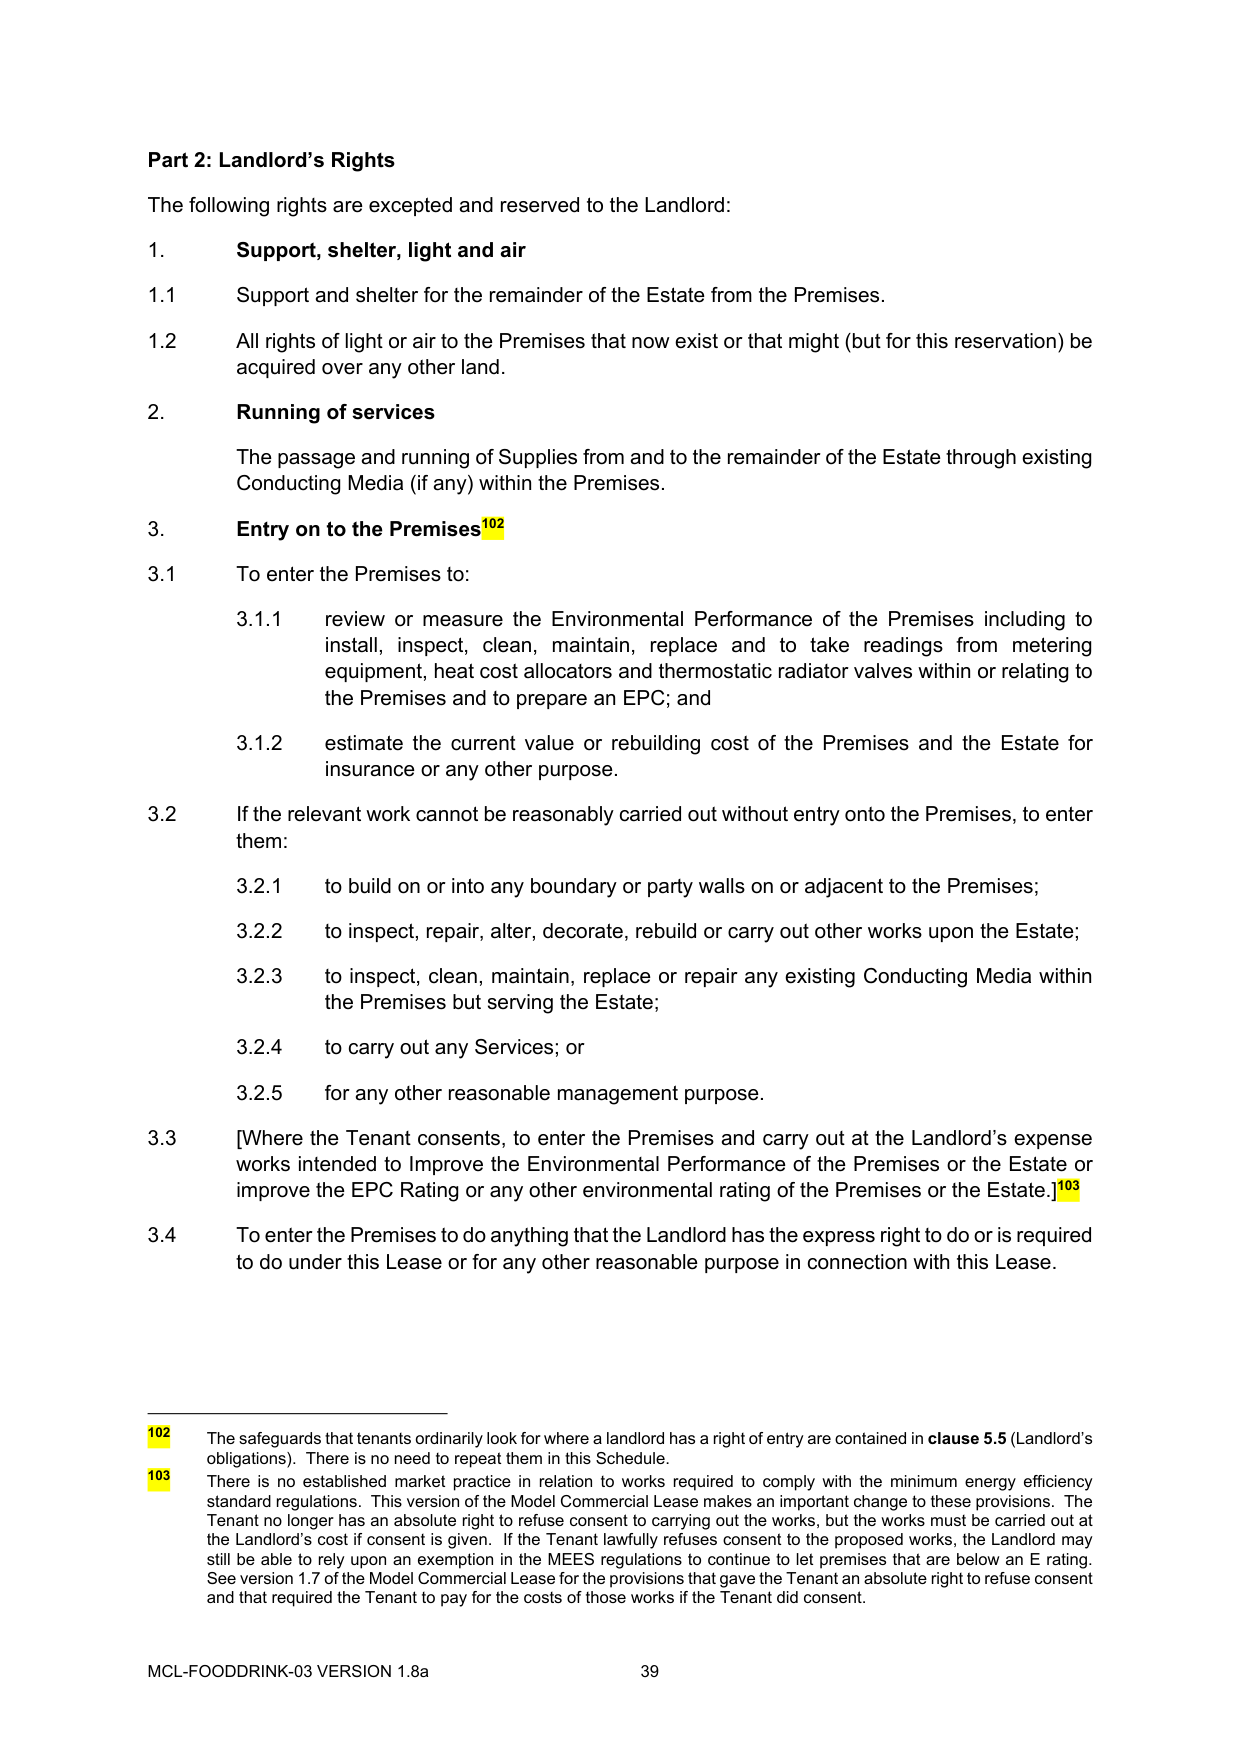 Part 2: Landlord’s Rights
The following rights are excepted and reserved to the Landlord:
1. Support, shelter, light and air
1.1 Support and shelter for the remainder of the Estate from the Premises.
1.2 All rights of light or air to the Premises that now exist or that might (but for this reservation) be
acquired over any other land.
2. Running of services
The passage and running of Supplies from and to the remainder of the Estate through existing
Conducting Media (if any) within the Premises.
3. Entry on to the Premises102
3.1 To enter the Premises to:
3.1.1 review or measure the Environmental Performance of the Premises including to
install, inspect, clean, maintain, replace and to take readings from metering
equipment, heat cost allocators and thermostatic radiator valves within or relating to
the Premises and to prepare an EPC; and
3.1.2 estimate the current value or rebuilding cost of the Premises and the Estate for
insurance or any other purpose.
3.2 If the relevant work cannot be reasonably carried out without entry onto the Premises, to enter
them:
3.2.1 to build on or into any boundary or party walls on or adjacent to the Premises;
3.2.2 to inspect, repair, alter, decorate, rebuild or carry out other works upon the Estate;
3.2.3 to inspect, clean, maintain, replace or repair any existing Conducting Media within
the Premises but serving the Estate;
3.2.4 to carry out any Services; or
3.2.5 for any other reasonable management purpose.
3.3 [Where the Tenant consents, to enter the Premises and carry out at the Landlord’s expense
works intended to Improve the Environmental Performance of the Premises or the Estate or
improve the EPC Rating or any other environmental rating of the Premises or the Estate.]103
3.4 To enter the Premises to do anything that the Landlord has the express right to do or is required
to do under this Lease or for any other reasonable purpose in connection with this Lease.
102 The safeguards that tenants ordinarily look for where a landlord has a right of entry are contained in clause 5.5 (Landlord’s
obligations). There is no need to repeat them in this Schedule.
103 There is no established market practice in relation to works required to comply with the minimum energy efficiency
standard regulations. This version of the Model Commercial Lease makes an important change to these provisions. The
Tenant no longer has an absolute right to refuse consent to carrying out the works, but the works must be carried out at
the Landlord’s cost if consent is given. If the Tenant lawfully refuses consent to the proposed works, the Landlord may
still be able to rely upon an exemption in the MEES regulations to continue to let premises that are below an E rating.
See version 1.7 of the Model Commercial Lease for the provisions that gave the Tenant an absolute right to refuse consent
and that required the Tenant to pay for the costs of those works if the Tenant did consent.
MCL-FOODDRINK-03 VERSION 1.8a 39